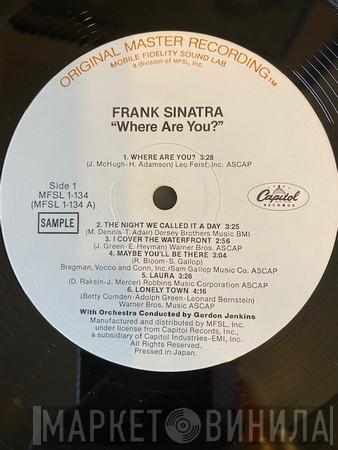 ORIGINAL MASTER RECORDING™
MOBILE FIDELITY SOUND LAB
a division of MFSL, Inc.
FRANK SINATRA
"Where Are You?"
1. WHERE ARE YOU? 3:28
(J. McHugh-H. Adamson) Leo Feist, Inc. ASCAP
Side 1
MFSL 1-134
(MFSL 1-134 A)
SAMPLE
Capitol
RECORDS
2. THE NIGHT WE CALLED IT A DAY 3:25
(M. Dennis-T. Adair) Dorsey Brothers Music BMI
3. I COVER THE WATERFRONT 2:56
(J. Green-E. Heyman) Warner Bros. ASCAP
4. MAYBE YOU'LL BE THERE 3:04
(R. Bloom-S. Gallop)
Bregman, Vocco and Conn, Inc/Sam Gallop Music Co. ASCAP
5. LAURA 3:26
(D. Raksin-J. Mercer) Robbins Music Corporation ASCAP
6. LONELY TOWN 4:16
(Betty Comden-Adolph Green-Leonard Bernstein)
Warner Bros. Music ASCAP
With Orchestra Conducted by Gordon Jenkins
Manufactured and distributed by MFSL, Inc.
under license from Capitol Records, Inc.,
a subsidiary of Capitol Industries-EMI, Inc.
All Rights Reserved.
Pressed in Japan.
МАРКЕТ ВИНИЛА